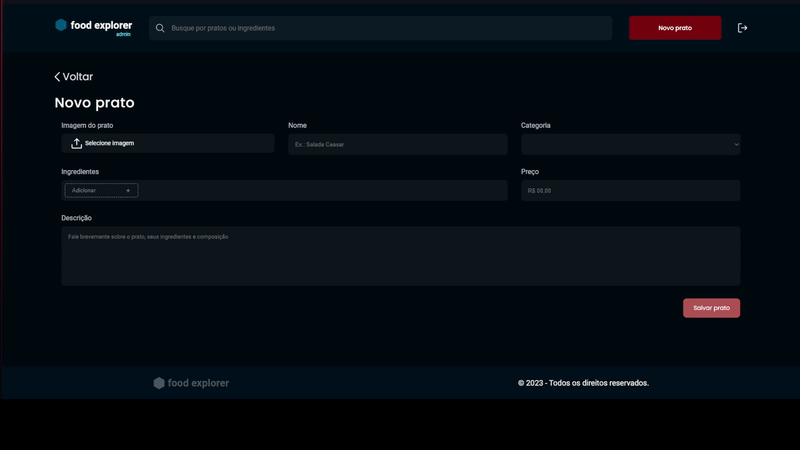 food explorer
admin
Busque por pratos ou ingredientes
Novo prato
Voltar
Novo prato
Imagem do prato
Nome
Categoria
Selecione imagem
Ex.: Salada Ceasar
Ingredientes
Preço
Adicionar +
R$ 00,00
Descrição
Fale brevemente sobre o prato, seus ingredientes e composição
Salvar prato
food explorer
© 2023 - Todos os direitos reservados.